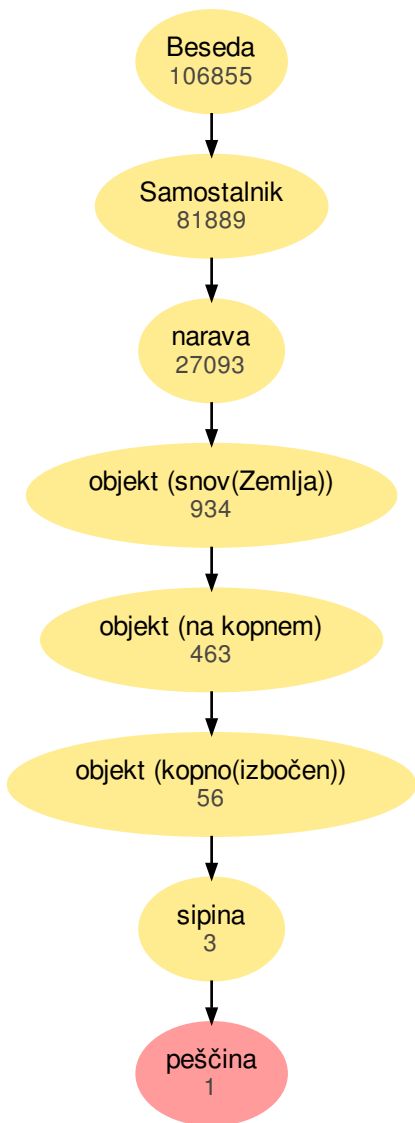 Beseda
106855
Samostalnik
81889
narava
27093
objekt (snov(Zemlja))
934
objekt (na kopnem)
463
objekt (kopno(izbočen))
56
sipina
3
peščina
1